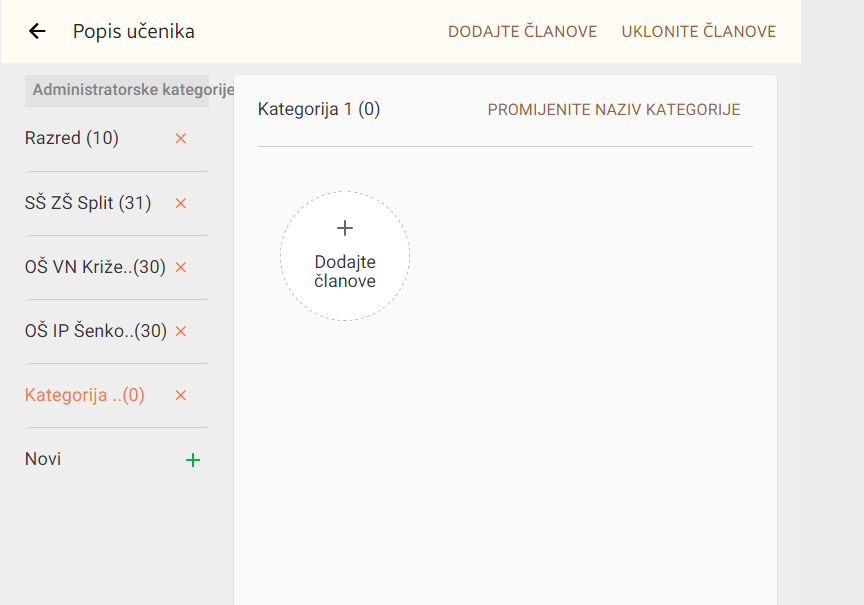 Popis učenika
DODAJTE ČLANOVE
UKLONITE ČLANOVE
Administratorske kategorije
Razred (10)
SŠ ZŠ Split (31)
OŠ VN Križe..(30)
OŠ IP Šenko..(30)
Kategorija ..(0)
Novi
Kategorija 1 (0)
PROMIJENITE NAZIV KATEGORIJE
Dodajte
članove